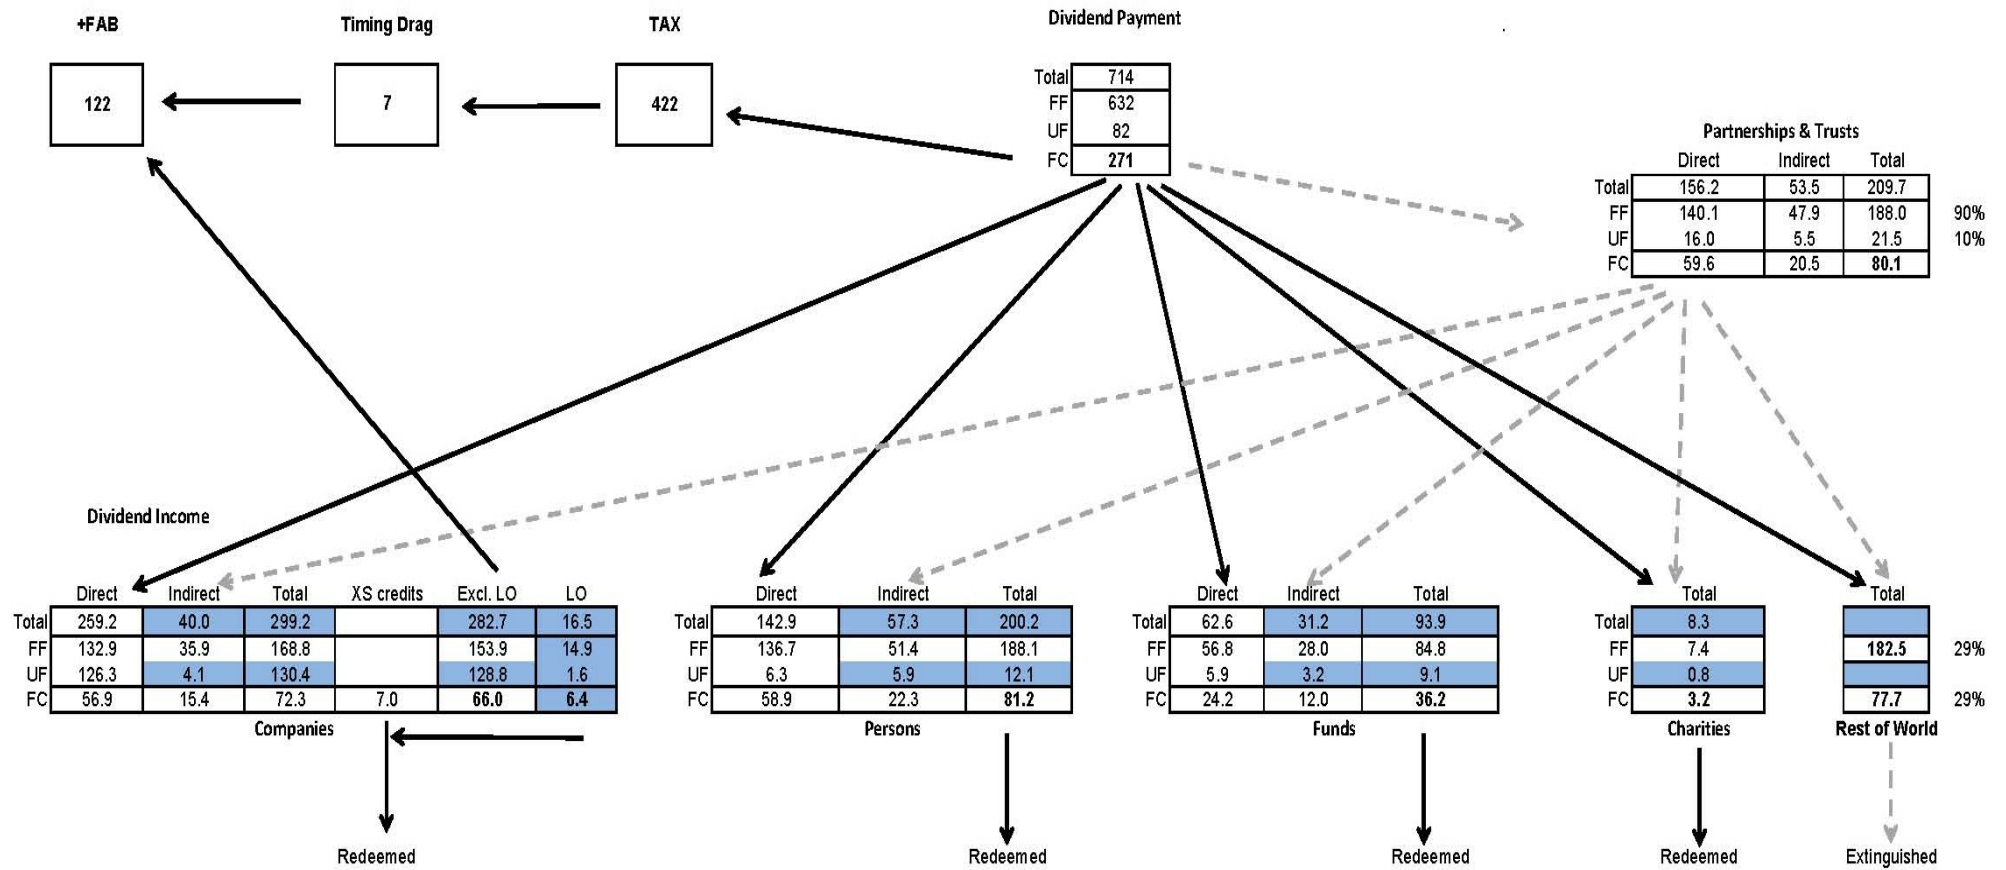 +FAB Timing Drag TAX Dividend Payment
122 7 422
Total 714
FF 632
UF 82
FC 271
Partnerships & Trusts
Direct Indirect Total
Total 156.2 53.5 209.7
FF 140.1 47.9 188.0 90%
UF 16.0 5.5 21.5 10%
FC 59.6 20.5 80.1
Dividend Income
Direct Indirect Total XS credits Excl. LO LO
Total 259.2 40.0 299.2 282.7 16.5
FF 132.9 35.9 168.8 153.9 14.9
UF 126.3 4.1 130.4 128.8 1.6
FC 56.9 15.4 72.3 7.0 66.0 6.4
Companies
Redeemed
Direct Indirect Total
Total 142.9 57.3 200.2
FF 136.7 51.4 188.1
UF 6.3 5.9 12.1
FC 58.9 22.3 81.2
Persons
Redeemed
Direct Indirect Total
Total 62.6 31.2 93.9
FF 56.8 28.0 84.8
UF 5.9 3.2 9.1
FC 24.2 12.0 36.2
Funds
Redeemed
Total
Total 8.3
FF 7.4
UF 0.8
FC 3.2
Charities
Redeemed
Total
182.5 29%
77.7 29%
Rest of World
Extinguished